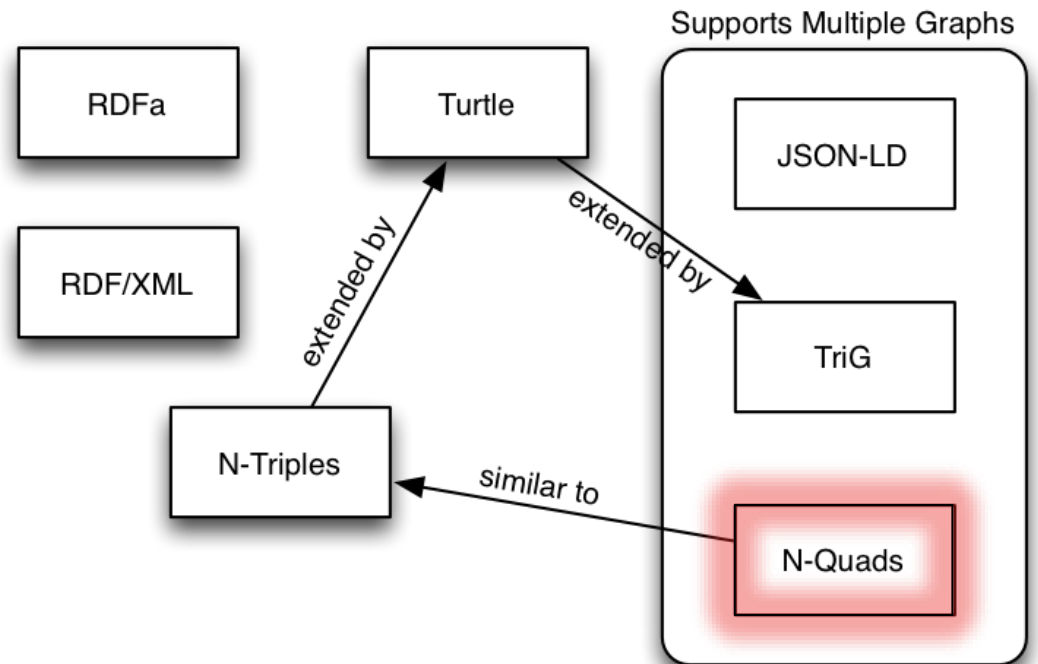 Supports Multiple Graphs
RDFa
Turtle
JSON-LD
extended by
RDF/XML
extended by
TriG
N-Triples
similar to
N-Quads